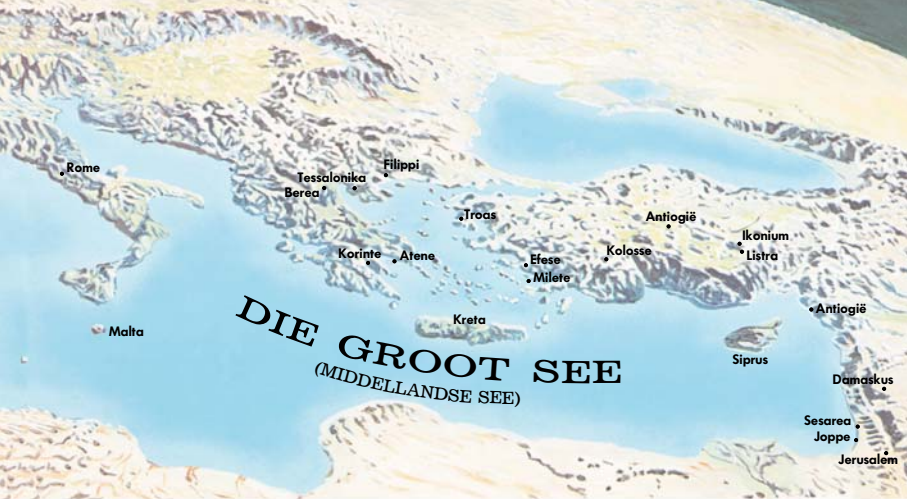 Rome
Filippi
Tessalonika
Berea
Troas
Antiogië
Ikonium
Listra
Korinte
Atene
Efese
Kolosse
Milete
Antiogië
Kreta
Malta
Siprus
DIE GROOT SEE
(MIDDELLANDSE SEE)
Damaskus
Sesarea
Joppe
Jerusalem